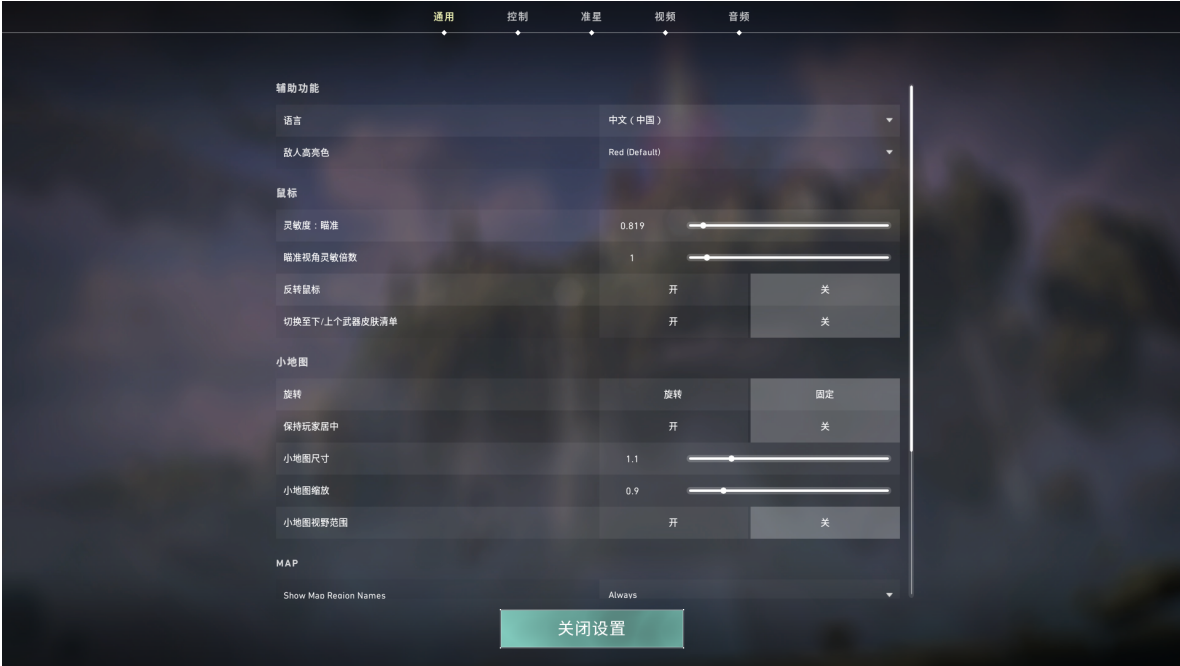 通用 控制 准星 视频 音频
辅助功能
语言 中文（中国）
敌人高亮色 Red (Default)
鼠标
灵敏度：瞄准 0.819
瞄准视角灵敏倍数 1
反转鼠标 开 关
切换至下/上个武器皮肤清单 开 关
小地图
旋转 旋转 固定
保持玩家居中 开 关
小地图尺寸 1.1
小地图缩放 0.9
小地图视野范围 开 关
MAP
Show Map Region Names Always
关闭设置